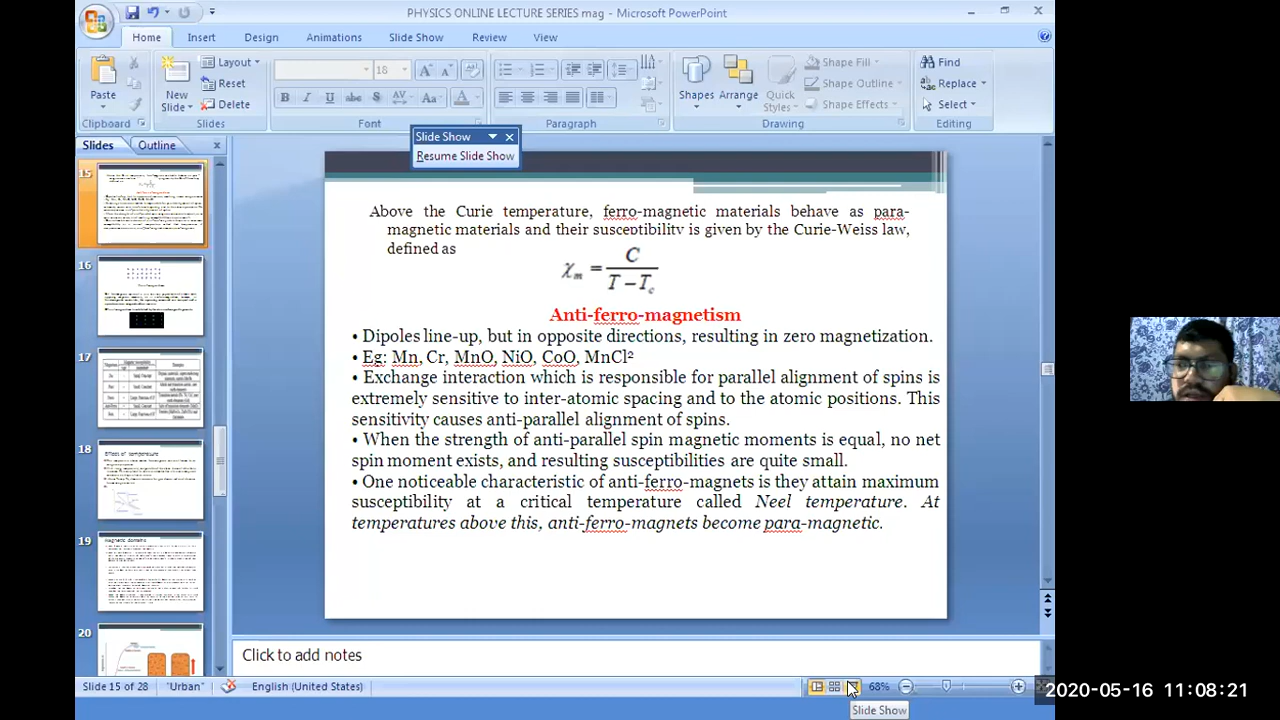 PHYSICS ONLINE LECTURE SERIES mag - Microsoft PowerPoint
Home Insert Design Animations Slide Show Review View
Paste
Clipboard
New Slide
Layout
Reset
Delete
Slides
18
B I U abc S AV Aa A
Font
Paragraph
Shapes Arrange Quick Styles
Shape Fill
Shape Outline
Shape Effects
Drawing
Find
Replace
Select
Editing
Slide Show
Resume Slide Show
Slides Outline
15
16
17
18
19
Magnetic domains
20
Above the Curie temperature, ferro-magnetic materials behave as para-
magnetic materials and their susceptibility is given by the Curie-Weiss law,
defined as
χm = C / T − Tc
Anti-ferro-magnetism
• Dipoles line-up, but in opposite directions, resulting in zero magnetization.
• Eg: Mn, Cr, MnO, NiO, CoO, MnCl²
• Exchange interaction which is responsible for parallel alignment of spins is
extremely sensitive to inter-atomic spacing and to the atomic positions. This
sensitivity causes anti-parallel alignment of spins.
• When the strength of anti-parallel spin magnetic moments is equal, no net
spin moment exists, and resulting susceptibilities are quite small.
• One noticeable characteristic of anti-ferro-magnets is they attain maximum
susceptibility at a critical temperature called Neel temperature. At
temperatures above this, anti-ferro-magnets become para-magnetic.
Click to add notes
Slide 15 of 28 "Urban" English (United States) 68%
Slide Show
2020-05-16 11:08:21